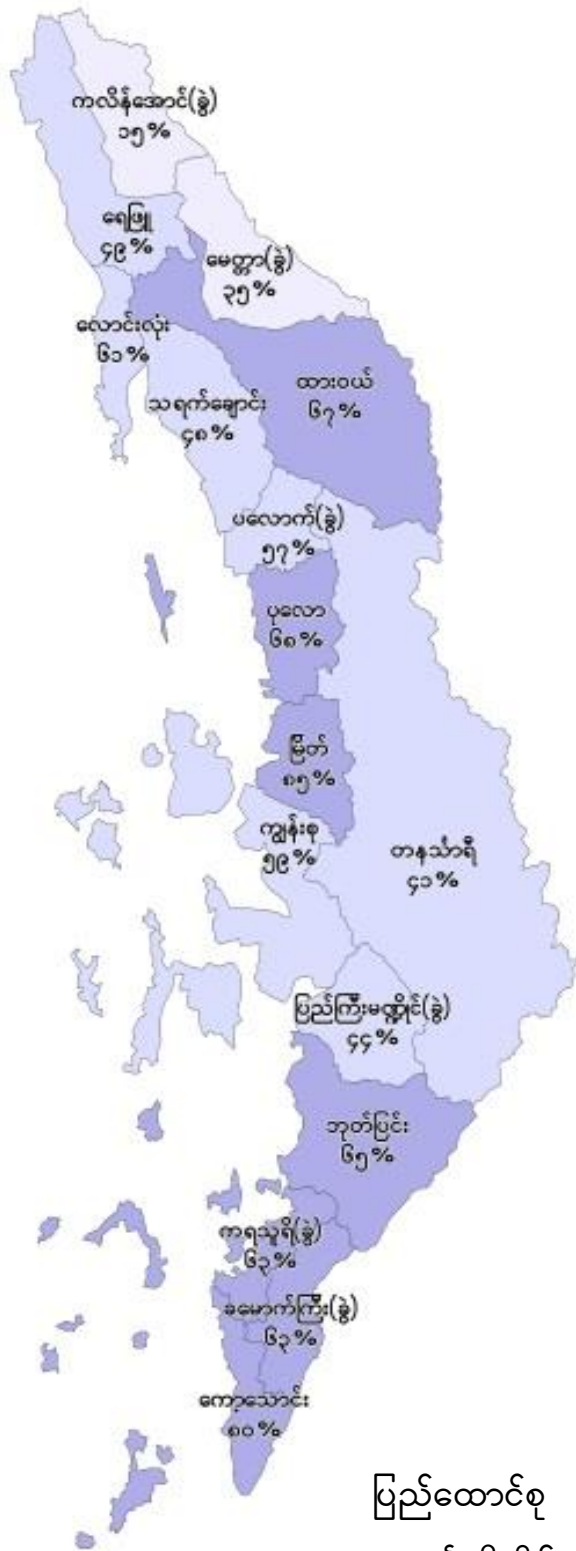 ကလိန်အောင်(ခွဲ)
၁၅%
ရေဖြူ
၄၉%
မေတ္တာ(ခွဲ)
၃၅%
လောင်းလုံး
၆၁%
ထားဝယ်
၆၇%
သရက်ချောင်း
၄၈%
ပလောက်(ခွဲ)
၅၇%
ပုလော
၆၈%
မြိတ်
၈၅%
ကျွန်းစု
၅၉%
တနင်္သာရီ
၄၁%
ပြည်ကြီးမဏ္ဍိုင်(ခွဲ)
၄၄%
ဘုတ်ပြင်း
၆၅%
ကရသူရိ(ခွဲ)
၆၃%
ခမောက်ကြီး(ခွဲ)
၆၃%
ကော့သောင်း
၈၀%
ပြည်ထောင်စု